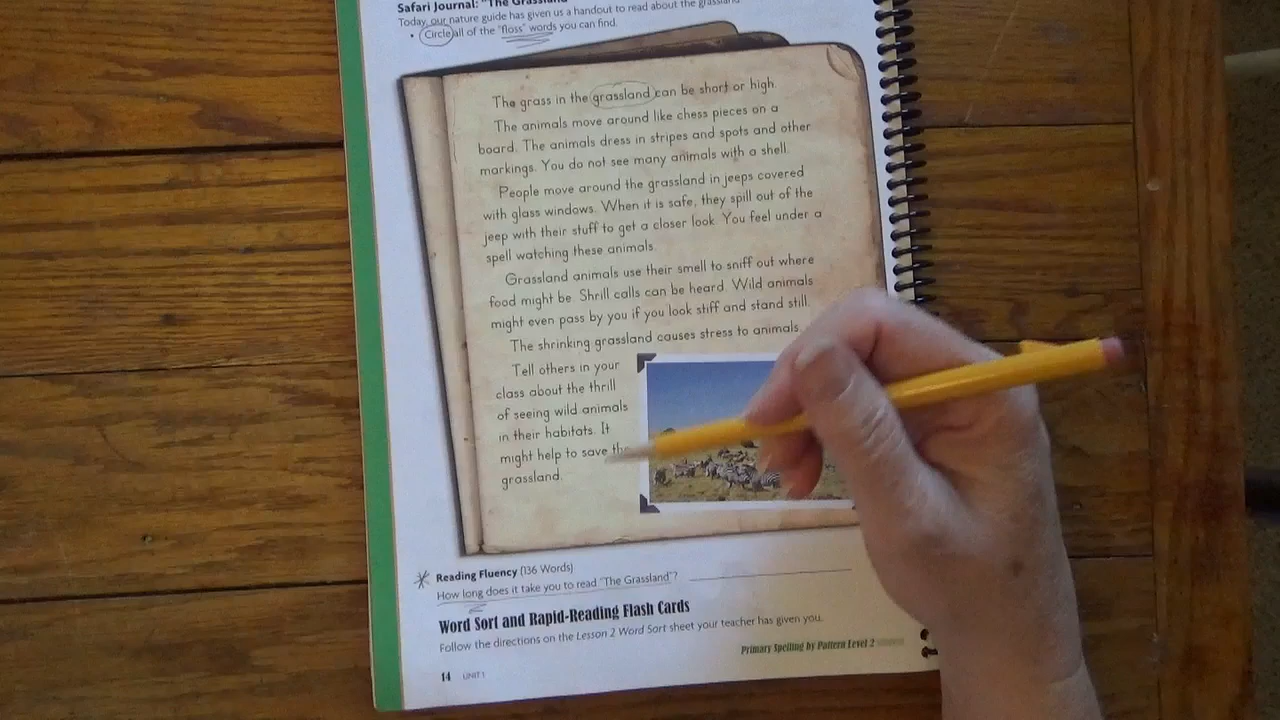 Safari Journal: "The Grassland
Today, our nature guide has given us a handout to read about the grassland
• Circle all of the "floss" words you can find.
The grass in the grassland can be short or high.
The animals move around like chess pieces on a
board. The animals dress in stripes and spots and other
markings. You do not see many animals with a shell.
People move around the grassland in jeeps covered
with glass windows. When it is safe, they spill out of the
jeep with their stuff to get a closer look. You feel under a
spell watching these animals.
Grassland animals use their smell to sniff out where
food might be. Shrill calls can be heard. Wild animals
might even pass by you if you look stiff and stand still.
The shrinking grassland causes stress to animals.
Tell others in your
class about the thrill
of seeing wild animals
in their habitats. It
might help to save the
grassland.
Reading Fluency (136 Words)
How long does it take you to read "The Grassland"?
Word Sort and Rapid-Reading Flash Cards
Follow the directions on the Lesson 2 Word Sort sheet your teacher has given you.
Primary Spelling by Pattern Level 2
14 UNIT 1